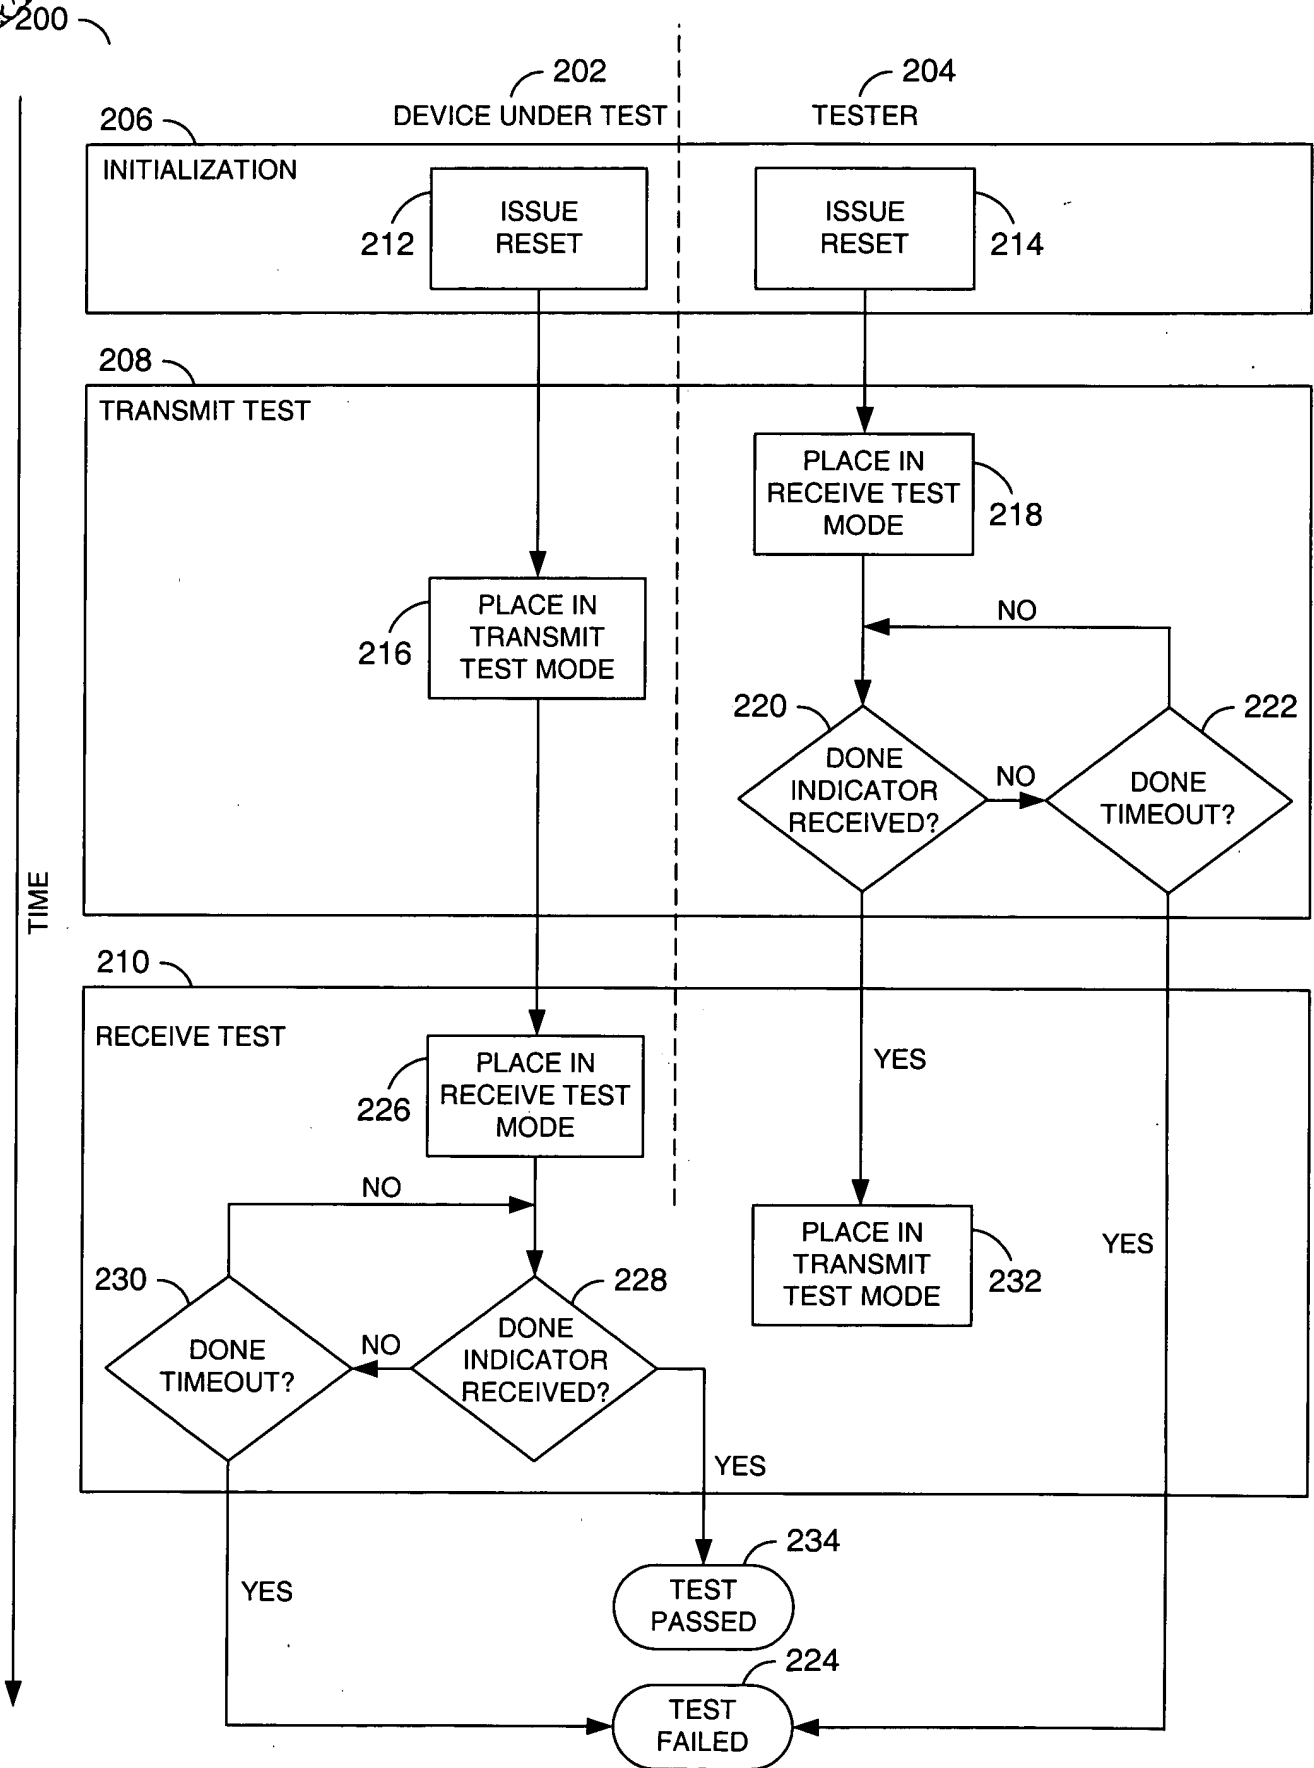 200
202
204
DEVICE UNDER TEST
TESTER
206
INITIALIZATION
ISSUE
RESET
212
ISSUE
RESET
214
208
TRANSMIT TEST
PLACE IN
RECEIVE TEST
MODE
218
PLACE IN
TRANSMIT
TEST MODE
216
NO
220
222
DONE
INDICATOR
RECEIVED?
NO
DONE
TIMEOUT?
TIME
210
RECEIVE TEST
PLACE IN
RECEIVE TEST
MODE
226
YES
NO
PLACE IN
TRANSMIT
TEST MODE
232
YES
230
228
DONE
TIMEOUT?
NO
DONE
INDICATOR
RECEIVED?
YES
234
YES
TEST
PASSED
224
TEST
FAILED